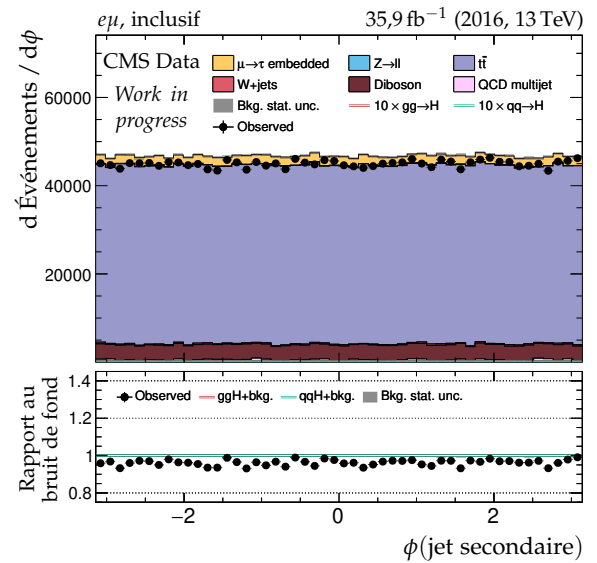 eμ, inclusif 35,9 fb⁻¹ (2016, 13 TeV)
CMS Data
Work in
progress
μ→τ embedded Z→ll tt̄
W+jets Diboson QCD multijet
Bkg. stat. unc. 10 × gg→H 10 × qq→H
Observed
d Événements / dϕ
60000
40000
20000
Observed ggH+bkg. qqH+bkg. Bkg. stat. unc.
Rapport au
bruit de fond
1.4
1.2
1
0.8
−2 0 2
ϕ(jet secondaire)